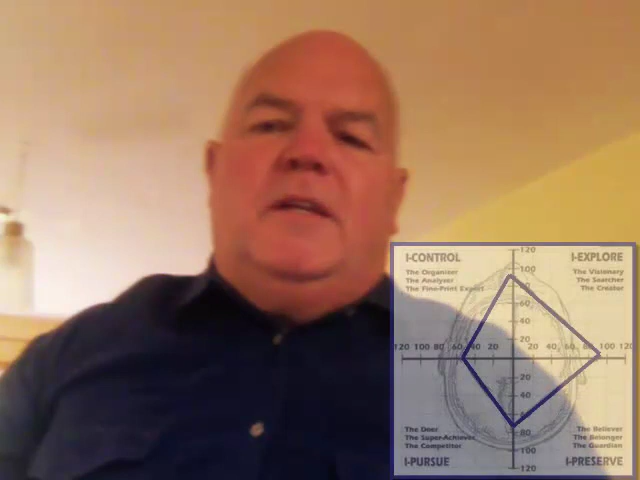 120
I-CONTROL
I-EXPLORE
The Organiser
The Analyser
The Fine-Print Expert
The Visionary
The Searcher
The Creator
100
80
60
40
20
120 100 80 60 40 20
20 40 60 80 100 120
20
40
60
80
100
120
The Doer
The Super-Achiever
The Competitor
The Believer
The Belonger
The Guardian
I-PURSUE
I-PRESERVE